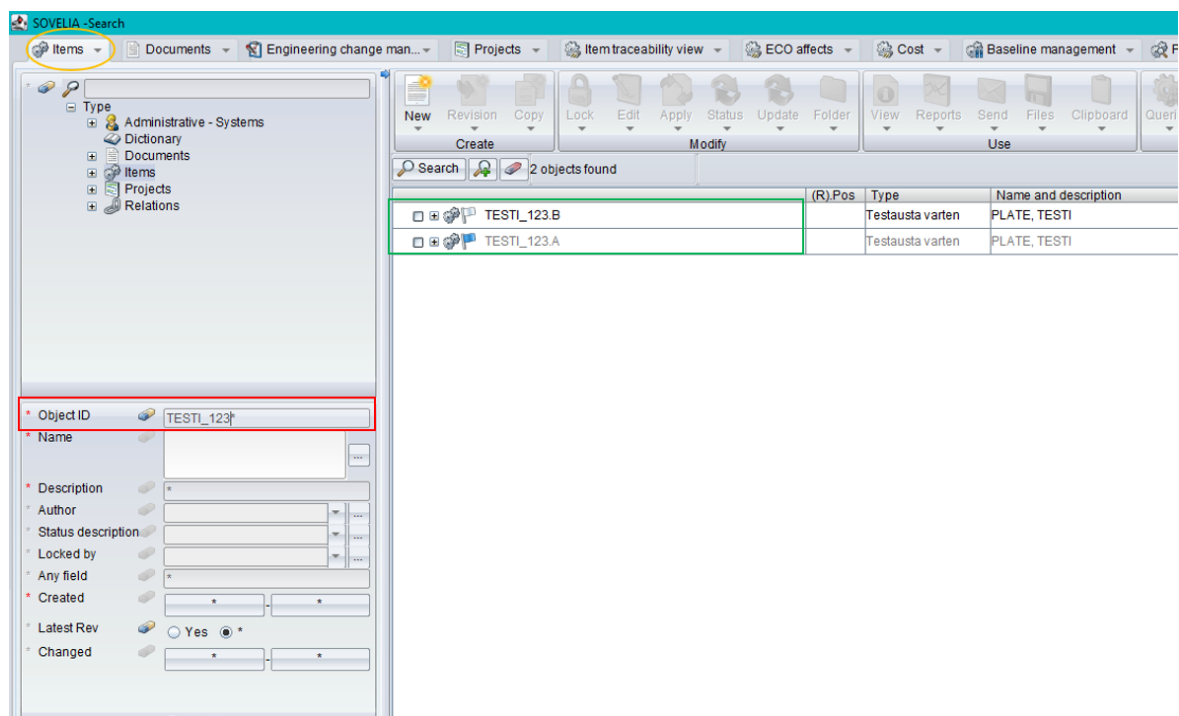 SOVELIA -Search
Items Documents Engineering change man... Projects Item traceability view ECO affects Cost Baseline management
Type
Administrative - Systems
Dictionary
Documents
Items
Projects
Relations
New Revision Copy Lock Edit Apply Status Update Folder View Reports Send Files Clipboard
Create Modify Use
Search 2 objects found
(R).Pos Type Name and description
TESTI_123.B Testausta varten PLATE, TESTI
TESTI_123.A Testausta varten PLATE, TESTI
* Object ID TESTI_123*
* Name ...
* Description *
* Author ...
* Status description ...
* Locked by ...
* Any field *
* Created * - *
* Latest Rev Yes *
* Changed * - *